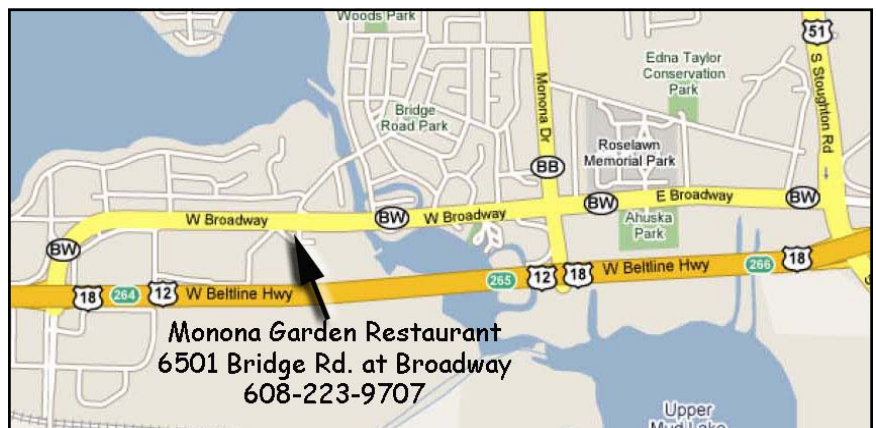 Woods Park
51
Edna Taylor
Conservation
Park
S Stoughton Rd
Monona Dr
Bridge
Road Park
Roselawn
Memorial Park
BB
W Broadway
BW
W Broadway
BW
E Broadway
BW
Ahuska
Park
BW
18
264
12
W Beltline Hwy
265
12
18
W Beltline Hwy
266
18
Monona Garden Restaurant
6501 Bridge Rd. at Broadway
608-223-9707
Upper
Mud Lake